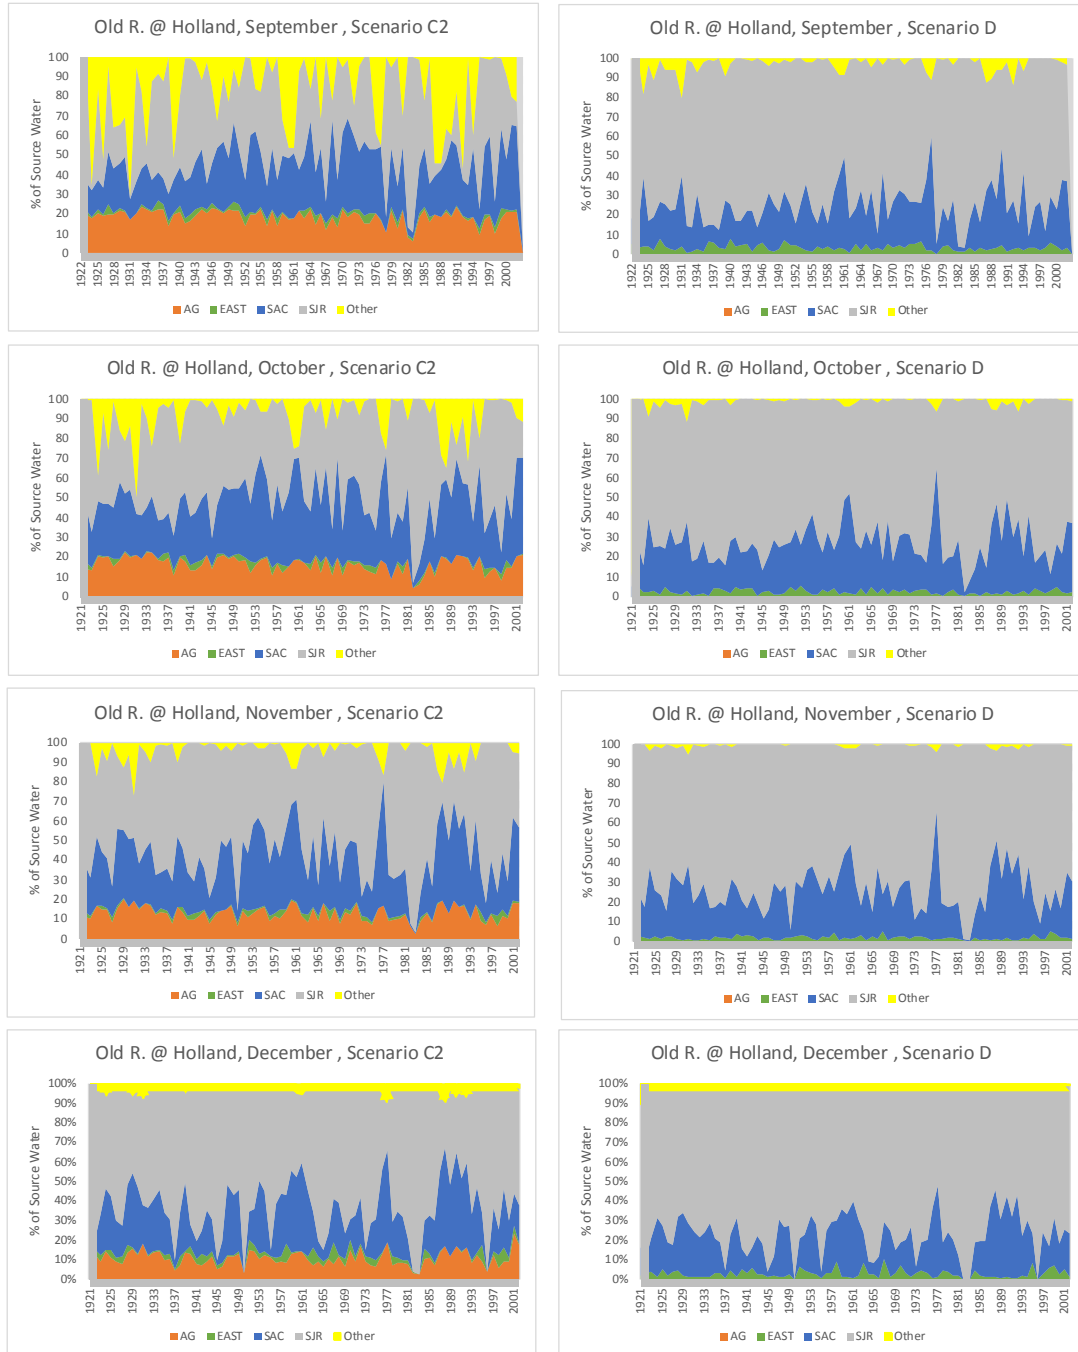 Old R. @ Holland, September , Scenario C2
% of Source Water
100
90
80
70
60
50
40
30
20
10
0
1922 1925 1928 1931 1934 1937 1940 1943 1946 1949 1952 1955 1958 1961 1964 1967 1970 1973 1976 1979 1982 1985 1988 1991 1994 1997 2000
AG EAST SAC SJR Other
Old R. @ Holland, September , Scenario D
% of Source Water
100
90
80
70
60
50
40
30
20
10
0
1922 1925 1928 1931 1934 1937 1940 1943 1946 1949 1952 1955 1958 1961 1964 1967 1970 1973 1976 1979 1982 1985 1988 1991 1994 1997 2000
AG EAST SAC SJR Other
Old R. @ Holland, October , Scenario C2
% of Source Water
100
90
80
70
60
50
40
30
20
10
0
1921 1925 1929 1933 1937 1941 1945 1949 1953 1957 1961 1965 1969 1973 1977 1981 1985 1989 1993 1997 2001
AG EAST SAC SJR Other
Old R. @ Holland, October , Scenario D
% of Source Water
100
90
80
70
60
50
40
30
20
10
0
1921 1925 1929 1933 1937 1941 1945 1949 1953 1957 1961 1965 1969 1973 1977 1981 1985 1989 1993 1997 2001
AG EAST SAC SJR Other
Old R. @ Holland, November , Scenario C2
% of Source Water
100
90
80
70
60
50
40
30
20
10
0
1921 1925 1929 1933 1937 1941 1945 1949 1953 1957 1961 1965 1969 1973 1977 1981 1985 1989 1993 1997 2001
AG EAST SAC SJR Other
Old R. @ Holland, November , Scenario D
% of Source Water
100
90
80
70
60
50
40
30
20
10
0
1921 1925 1929 1933 1937 1941 1945 1949 1953 1957 1961 1965 1969 1973 1977 1981 1985 1989 1993 1997 2001
AG EAST SAC SJR Other
Old R. @ Holland, December , Scenario C2
% of Source Water
100%
90%
80%
70%
60%
50%
40%
30%
20%
10%
0%
1921 1925 1929 1933 1937 1941 1945 1949 1953 1957 1961 1965 1969 1973 1977 1981 1985 1989 1993 1997 2001
AG EAST SAC SJR Other
Old R. @ Holland, December , Scenario D
% of Source Water
100%
90%
80%
70%
60%
50%
40%
30%
20%
10%
0%
1921 1925 1929 1933 1937 1941 1945 1949 1953 1957 1961 1965 1969 1973 1977 1981 1985 1989 1993 1997 2001
AG EAST SAC SJR Other